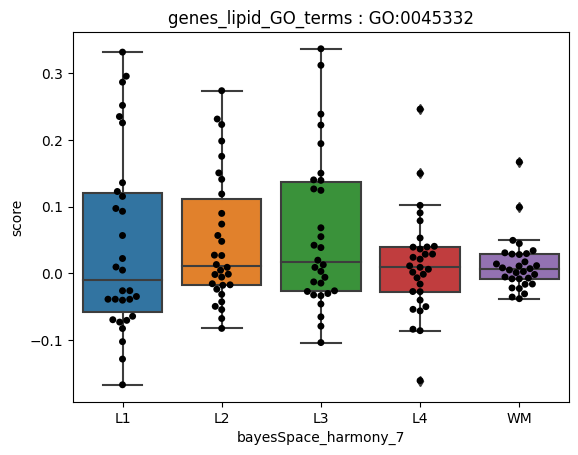 genes_lipid_GO_terms : GO:0045332
score
0.3
0.2
0.1
0.0
−0.1
L1 L2 L3 L4 WM
bayesSpace_harmony_7